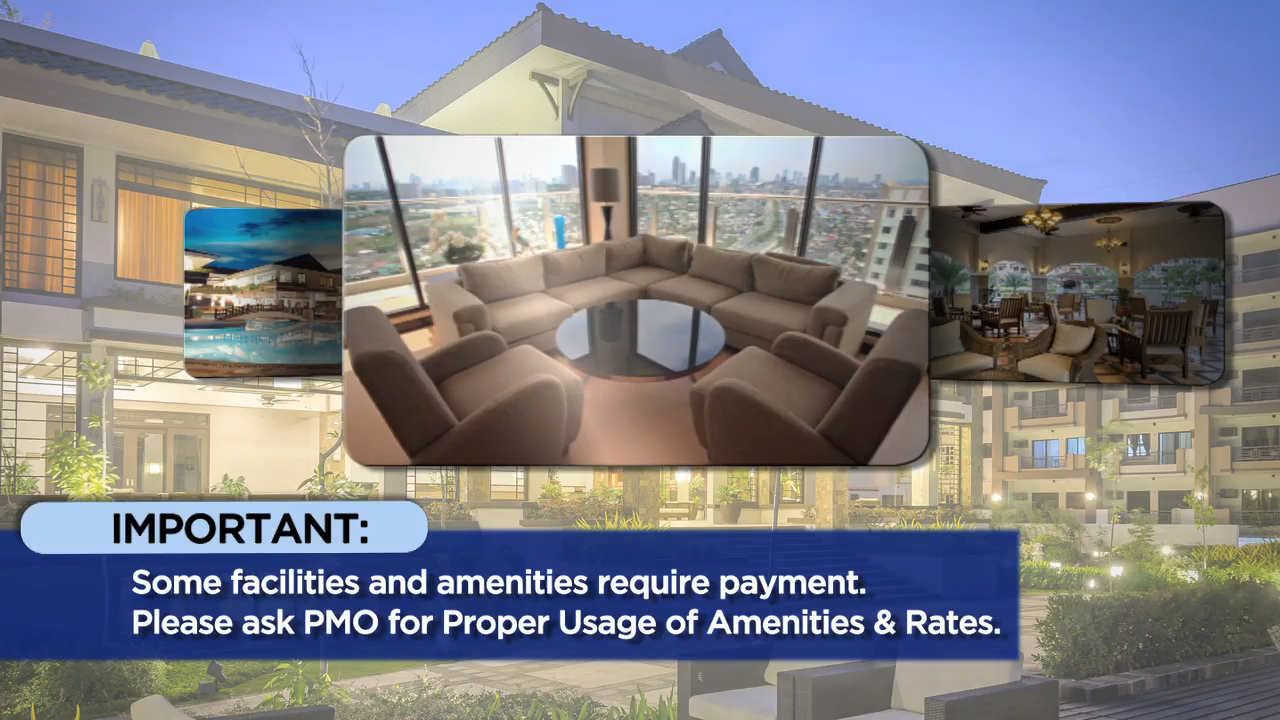 IMPORTANT:
Some facilities and amenities require payment.
Please ask PMO for Proper Usage of Amenities & Rates.